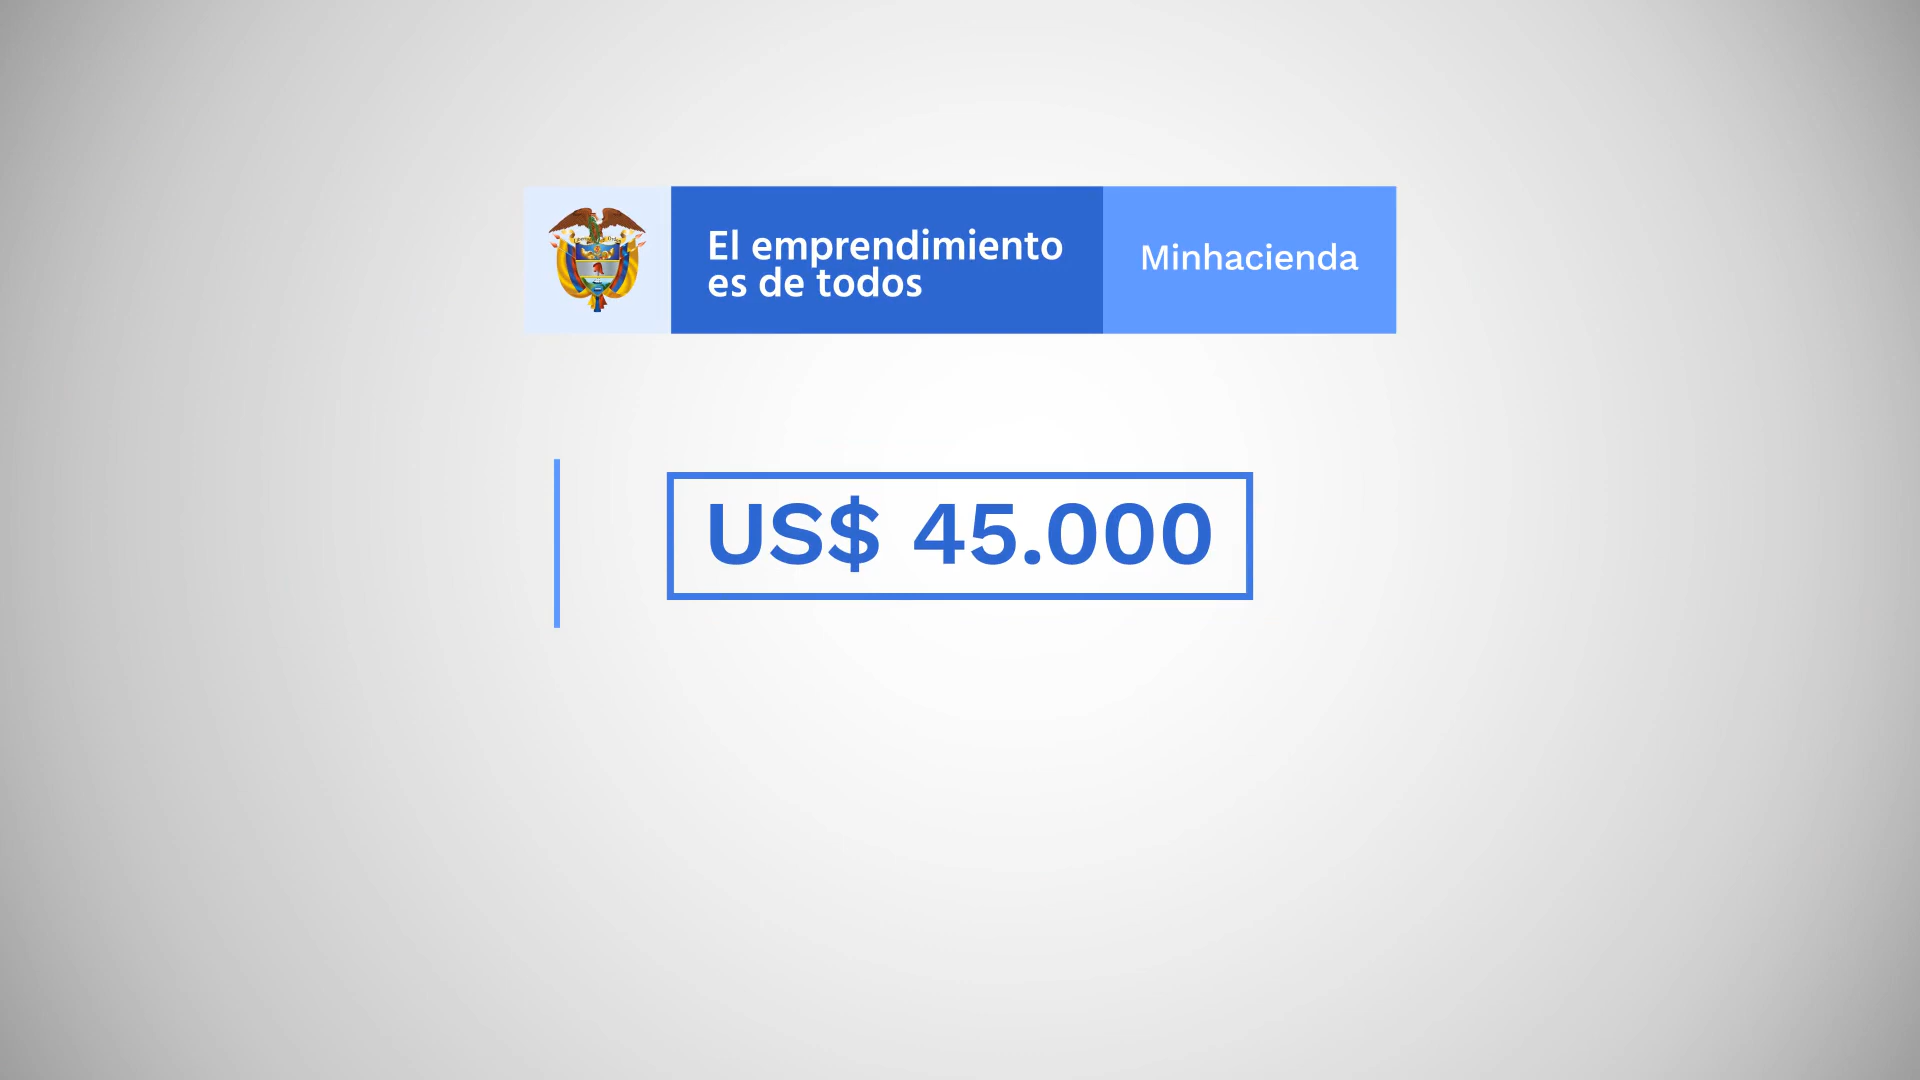 El emprendimiento
es de todos
Minhacienda
US$ 45.000